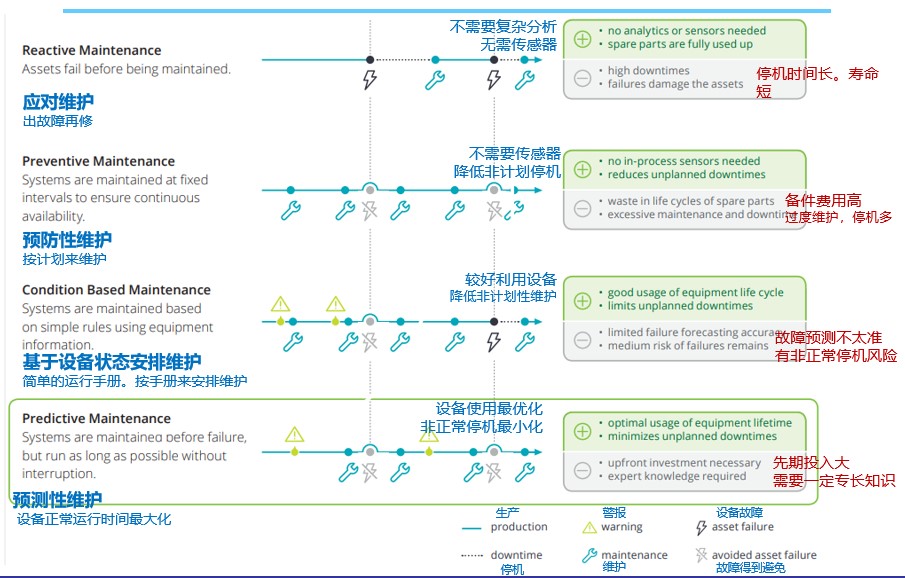 Reactive Maintenance
Assets fail before being maintained.
应对维护
出故障再修
不需要复杂分析
无需传感器
no analytics or sensors needed
spare parts are fully used up
high downtimes
failures damage the assets
停机时间长。寿命
短
Preventive Maintenance
Systems are maintained at fixed
intervals to ensure continuous
availability.
预防性维护
按计划来维护
不需要传感器
降低非计划停机
no in-process sensors needed
reduces unplanned downtimes
waste in life cycles of spare parts
excessive maintenance and
备件费用高
过度维护，停机多
Condition Based Maintenance
Systems are maintained based
on simple rules using equipment
information.
基于设备状态安排维护
简单的运行手册。按手册来安排维护
较好利用设备
降低非计划性维护
good usage of equipment life cycle
limits unplanned downtimes
limited failure forecasting
medium risk of failures remains
故障预测不太准
有非正常停机风险
Predictive Maintenance
Systems are maintained before failure,
but run as long as possible without
interruption.
预测性维护
设备正常运行时间最大化
设备使用最优化
非正常停机最小化
optimal usage of equipment lifetime
minimizes unplanned downtimes
upfront investment necessary
expert knowledge required
先期投入大
需要一定专长知识
生产
production
警报
warning
设备故障
asset failure
downtime
停机
maintenance
维护
avoided asset failure
故障得到避免